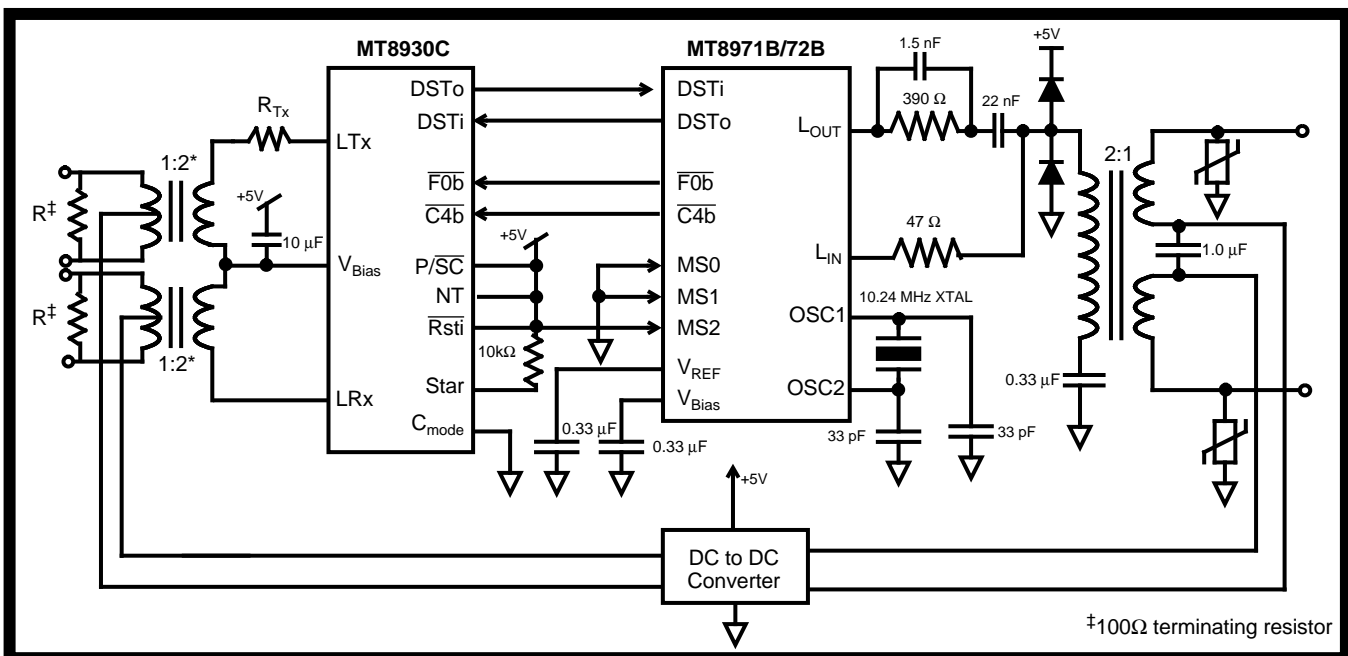 MT8930C
MT8971B/72B
+5V
1.5 nF
390 Ω
22 nF
DSTo
DSTi
DSTi
DSTo
L_OUT
R_Tx
LTx
1:2*
2:1
R‡
F0b
F0b
C4b
C4b
+5V
+5V
10 μF
47 Ω
L_IN
1.0 μF
P/SC
MS0
V_Bias
NT
MS1
10.24 MHz XTAL
R‡
Rsti
MS2
OSC1
1:2*
10kΩ
V_REF
0.33 μF
Star
OSC2
V_Bias
LRx
C_mode
0.33 μF
0.33 μF
33 pF
33 pF
+5V
DC to DC
Converter
‡100Ω terminating resistor